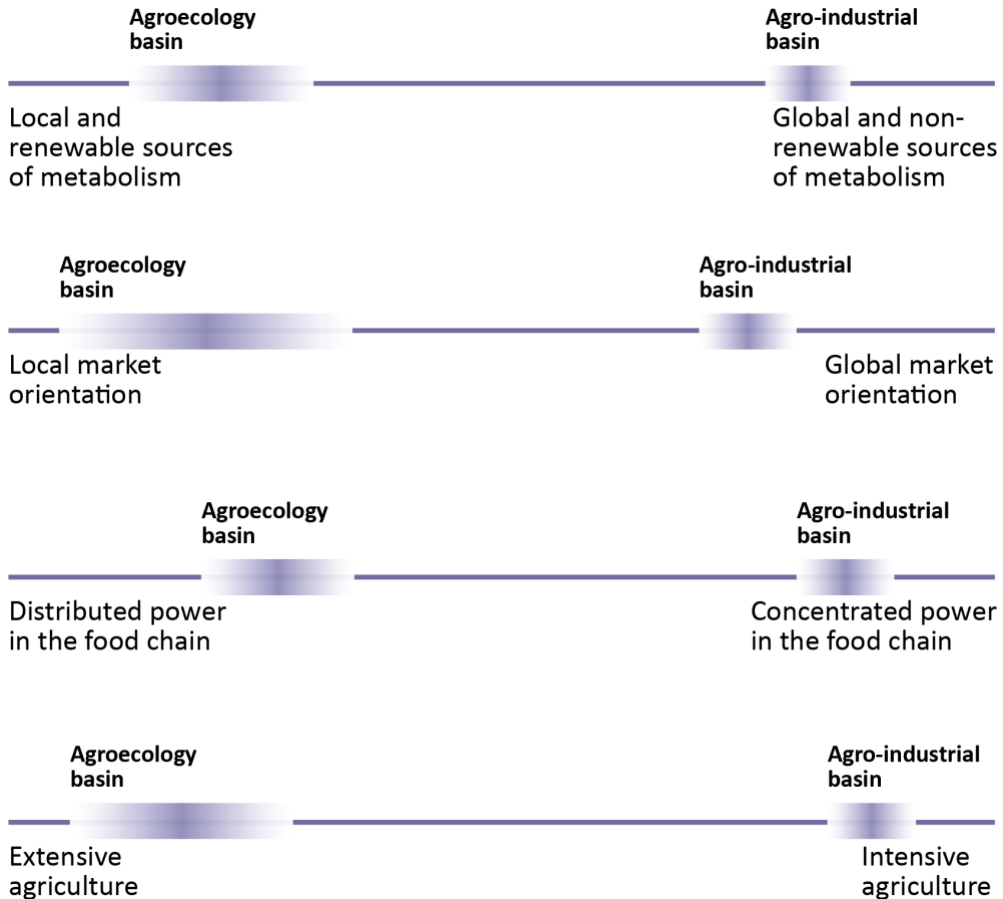 Agroecology
basin
Agro-industrial
basin
Local and
renewable sources
of metabolism
Global and non-
renewable sources
of metabolism
Agroecology
basin
Agro-industrial
basin
Local market
orientation
Global market
orientation
Agroecology
basin
Agro-industrial
basin
Distributed power
in the food chain
Concentrated power
in the food chain
Agroecology
basin
Agro-industrial
basin
Extensive
agriculture
Intensive
agriculture